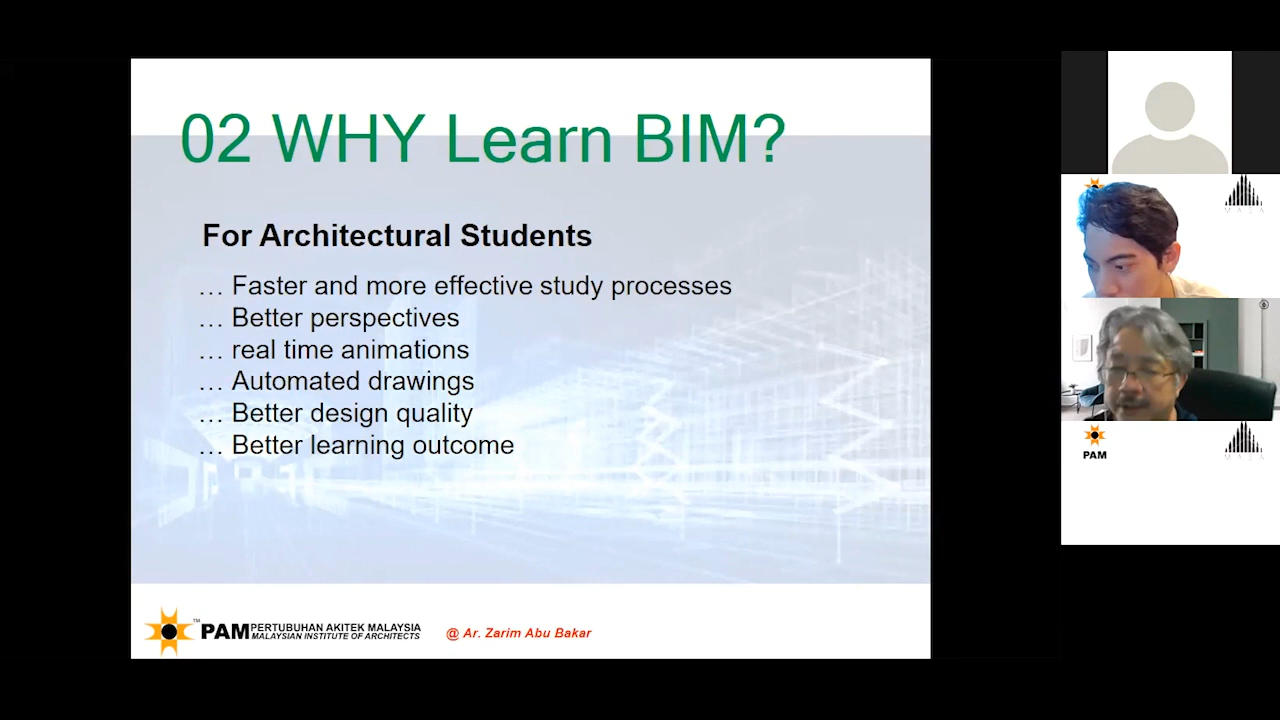 02 WHY Learn BIM?
For Architectural Students
… Faster and more effective study processes
… Better perspectives
… real time animations
… Automated drawings
… Better design quality
… Better learning outcome
PAM PERTUBUHAN AKITEK MALAYSIA
MALAYSIAN INSTITUTE OF ARCHITECTS
TM
@ Ar. Zarim Abu Bakar
PAM